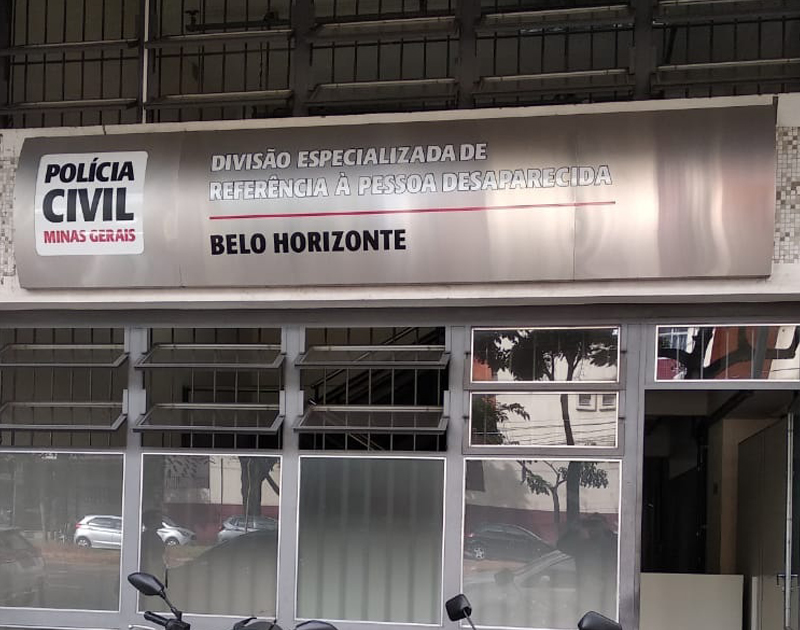 POLÍCIA
CIVIL
MINAS GERAIS
DIVISÃO ESPECIALIZADA DE
REFERÊNCIA À PESSOA DESAPARECIDA
BELO HORIZONTE